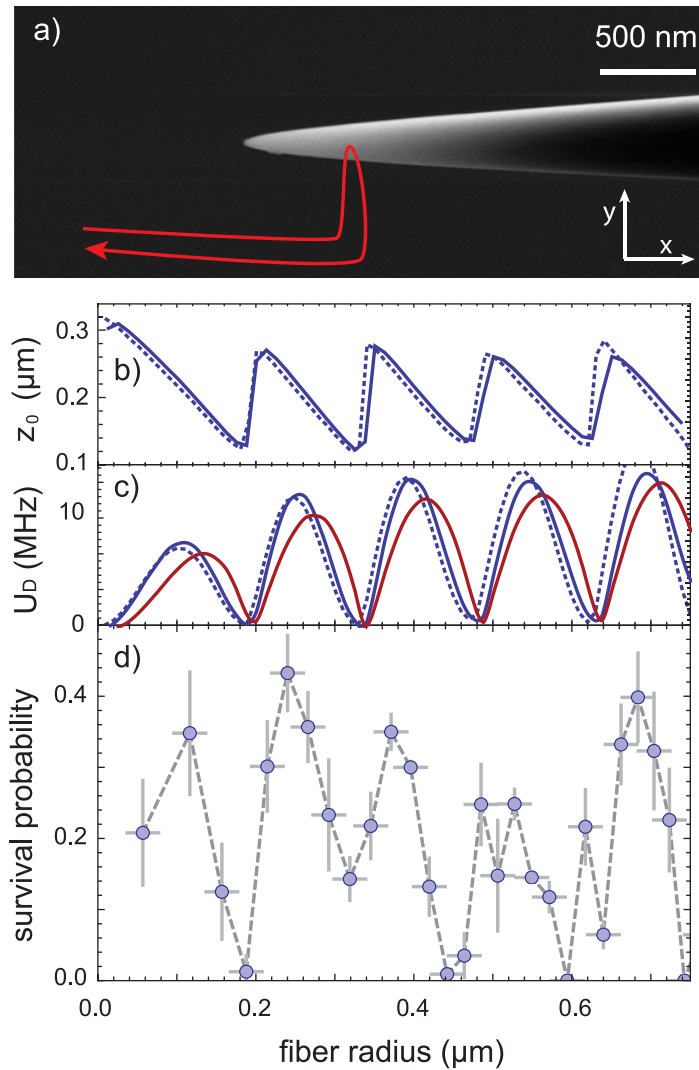 a)
500 nm
y
x
b)
z₀ (μm)
0.3
0.2
0.1
c)
U_D (MHz)
10
0
d)
survival probability
0.4
0.2
0.0
0.0 0.2 0.4 0.6
fiber radius (μm)